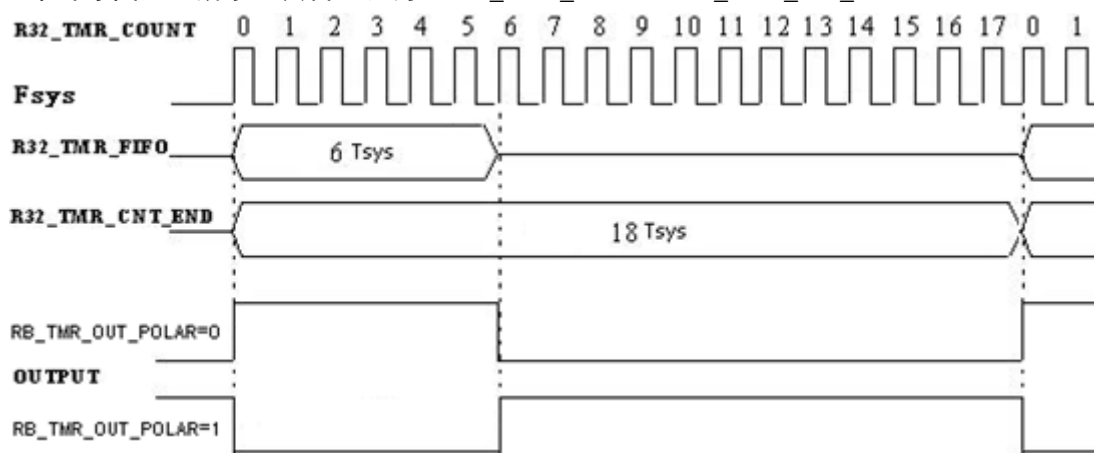 R32_TMR_COUNT 0 1 2 3 4 5 6 7 8 9 10 11 12 13 14 15 16 17 0 1
Fsys
R32_TMR_FIFO 6 Tsys
R32_TMR_CNT_END 18 Tsys
RB_TMR_OUT_POLAR=0
OUTPUT
RB_TMR_OUT_POLAR=1